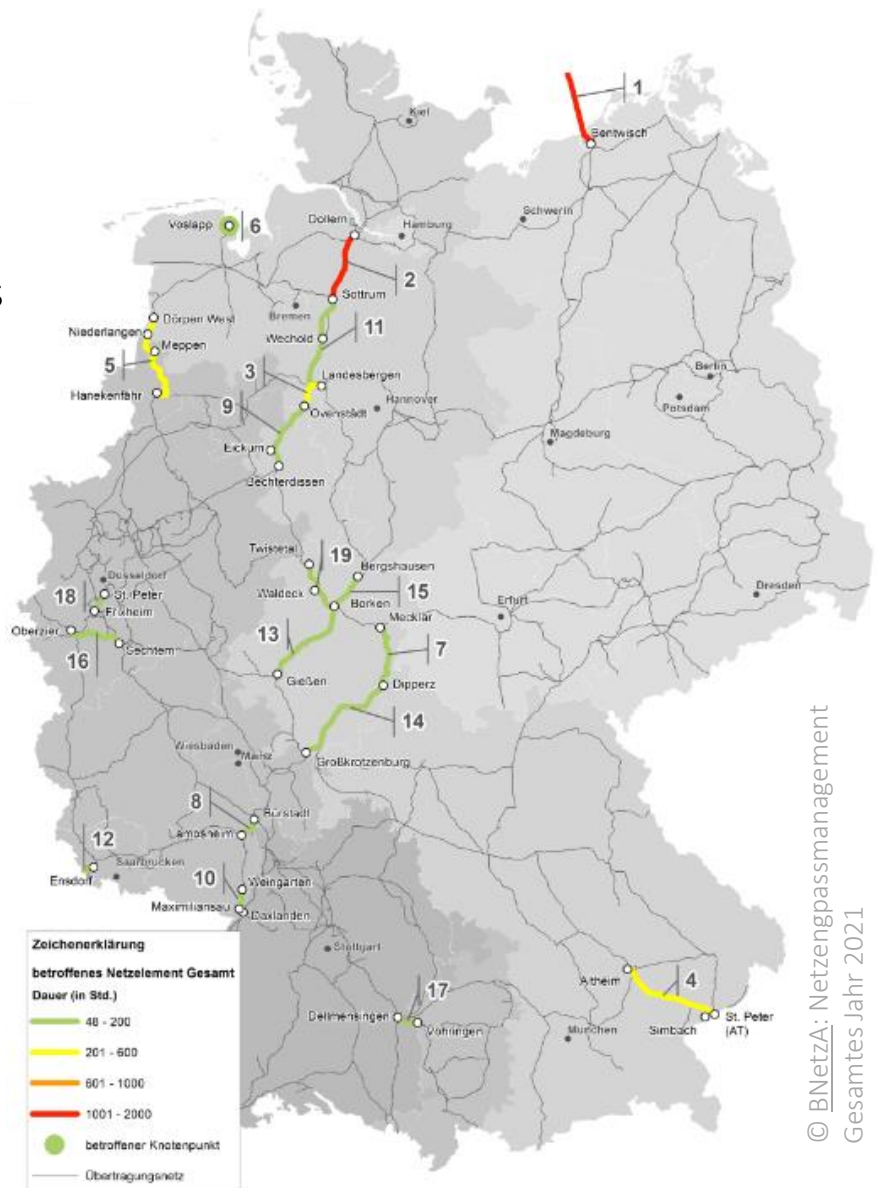 Kiel
1
Bentwisch
Schwerin
Voslapp
6
Dollern
Hamburg
2
Sottrum
Bremen
11
Wechold
s
Dörpen West
Niederlangen
Meppen
5
Hanekenfähr
3
Landesbergen
Ovenstädt
Hannover
9
Eickum
Bechterdissen
Berlin
Potsdam
Magdeburg
Twistetal
19
Bergshausen
Waldeck
15
Borken
Mecklar
Erfurt
Dresden
Düsseldorf
St. Peter
18
Frixheim
Oberzier
Sechtem
16
13
Gießen
7
Dipperz
14
Großkrotzenburg
Wiesbaden
Mainz
8
Bürstadt
Lambsheim
12
Saarbrücken
Ensdorf
10
Weingarten
Maximiliansau
Daxlanden
Stuttgart
17
Dellmensingen
Vöhringen
Altheim
4
Simbach
St. Peter
(AT)
München
Zeichenerklärung
betroffenes Netzelement Gesamt
Dauer (in Std.)
48 - 200
201 - 600
601 - 1000
1001 - 2000
betroffener Knotenpunkt
Übertragungsnetz
© BNetzA: Netzengpassmanagement
Gesamtes Jahr 2021